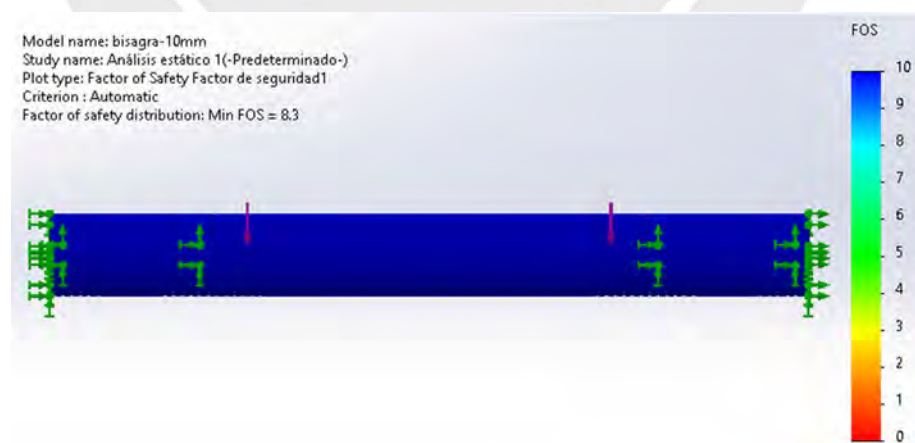 Model name: bisagra-10mm
Study name: Análisis estático 1(-Predeterminado-)
Plot type: Factor of Safety Factor de seguridad1
Criterion : Automatic
Factor of safety distribution: Min FOS = 8.3
FOS
10
9
8
7
6
5
4
3
2
1
0